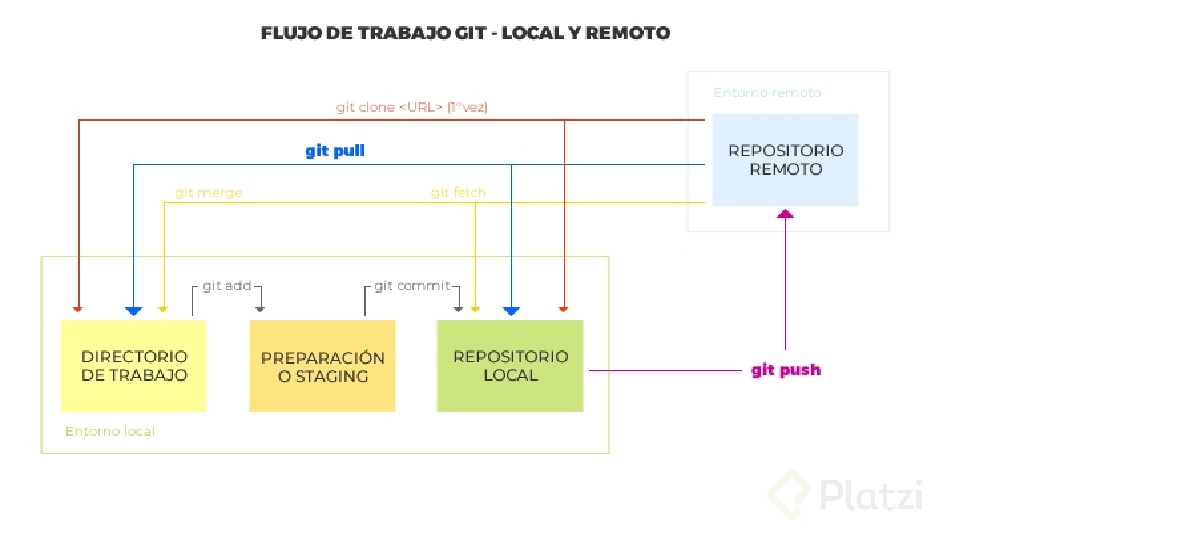 FLUJO DE TRABAJO GIT - LOCAL Y REMOTO
Entorno remoto
git clone <URL> (1°vez)
REPOSITORIO
REMOTO
git pull
git merge
git fetch
git add
git commit
DIRECTORIO
DE TRABAJO
PREPARACIÓN
O STAGING
REPOSITORIO
LOCAL
git push
Entorno local
Platzi